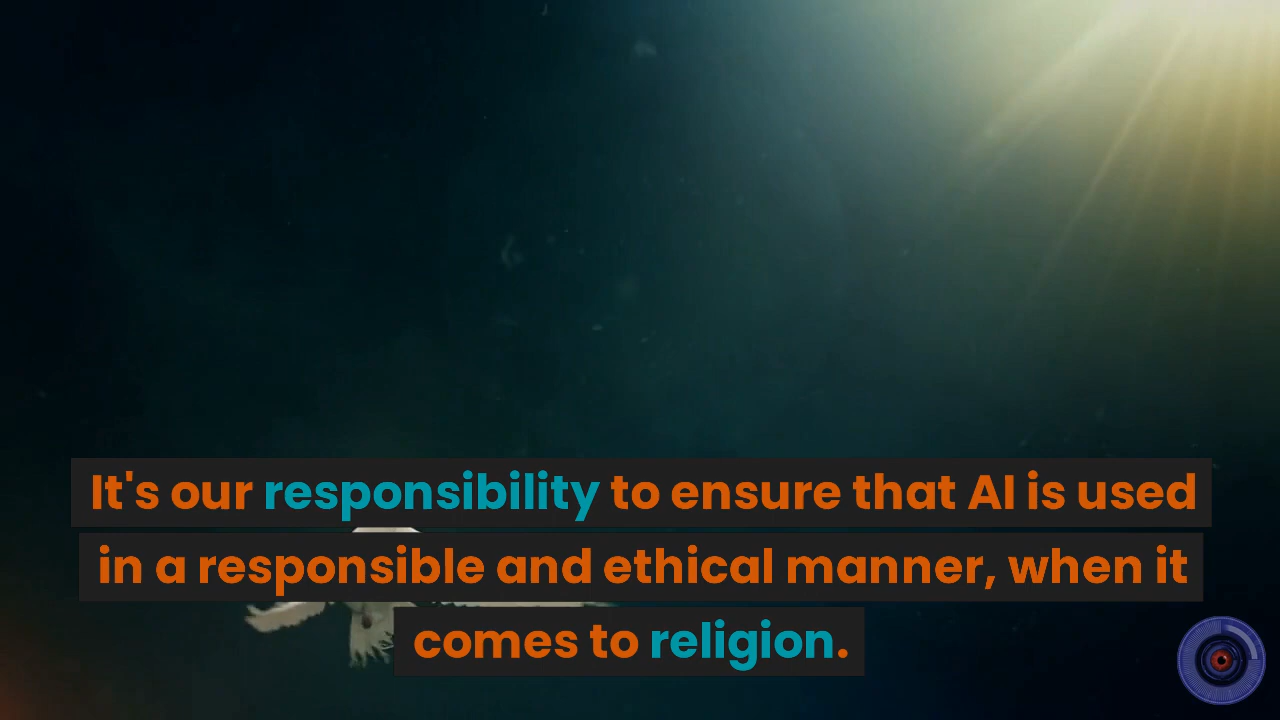 It's our responsibility to ensure that AI is used
in a responsible and ethical manner, when it
comes to religion.